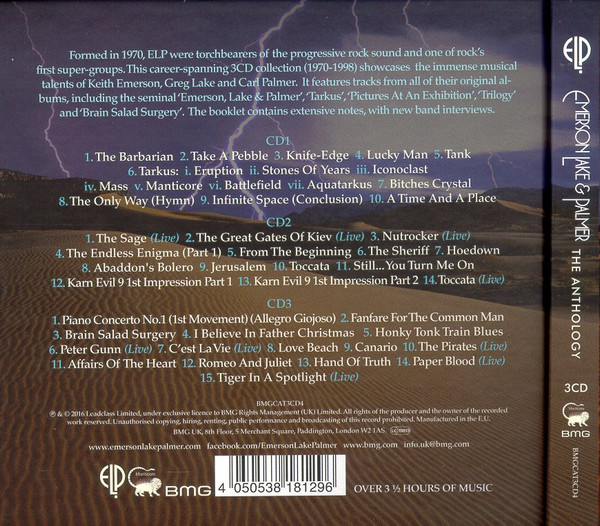 Formed in 1970, ELP were torchbearers of the progressive rock sound and one of rock's
first super-groups. This career-spanning 3CD collection (1970-1998) showcases the immense musical
talents of Keith Emerson, Greg Lake and Carl Palmer. It features tracks from all of their original al-
bums, including the seminal 'Emerson, Lake & Palmer', 'Tarkus', 'Pictures At An Exhibition', 'Trilogy'
and 'Brain Salad Surgery'. The booklet contains extensive notes, with new band interviews.
CD1
1. The Barbarian 2. Take A Pebble 3. Knife-Edge 4. Lucky Man 5. Tank
6. Tarkus: i. Eruption ii. Stones Of Years iii. Iconoclast
iv. Mass v. Manticore vi. Battlefield vii. Aquatarkus 7. Bitches Crystal
8. The Only Way (Hymn) 9. Infinite Space (Conclusion) 10. A Time And A Place
CD2
1. The Sage (Live) 2. The Great Gates Of Kiev (Live) 3. Nutrocker (Live)
4. The Endless Enigma (Part 1) 5. From The Beginning 6. The Sheriff 7. Hoedown
8. Abaddon's Bolero 9. Jerusalem 10. Toccata 11. Still...You Turn Me On
12. Karn Evil 9 1st Impression Part 1 13. Karn Evil 9 1st Impression Part 2 14. Toccata (Live)
CD3
1. Piano Concerto No.1 (1st Movement) (Allegro Giojoso) 2. Fanfare For The Common Man
3. Brain Salad Surgery 4. I Believe In Father Christmas 5. Honky Tonk Train Blues
6. Peter Gunn (Live) 7. C'est La Vie (Live) 8. Love Beach 9. Canario 10. The Pirates (Live)
11. Affairs Of The Heart 12. Romeo And Juliet 13. Hand Of Truth 14. Paper Blood (Live)
15. Tiger In A Spotlight (Live)
BMGCAT3CD4
℗ & © 2016 Leadclass Limited, under exclusive licence to BMG Rights Management (UK) Limited. All rights of the producer and the owner of the recorded
work reserved. Unauthorised copying, hiring, renting, public performance and broadcasting of this record prohibited. Manufactured in the E.U.
BMG UK, 8th Floor, 5 Merchant Square, Paddington, London W2 1AS.
www.emersonlakepalmer.com facebook.com/EmersonLakePalmer www.bmg.com info.uk@bmg.com
ELP
Manticore
BMG
4 050538 181296
OVER 3 ½ HOURS OF MUSIC
ELP
EMERSON LAKE & PALMER THE ANTHOLOGY
3CD
BMG
BMGCAT3CD4